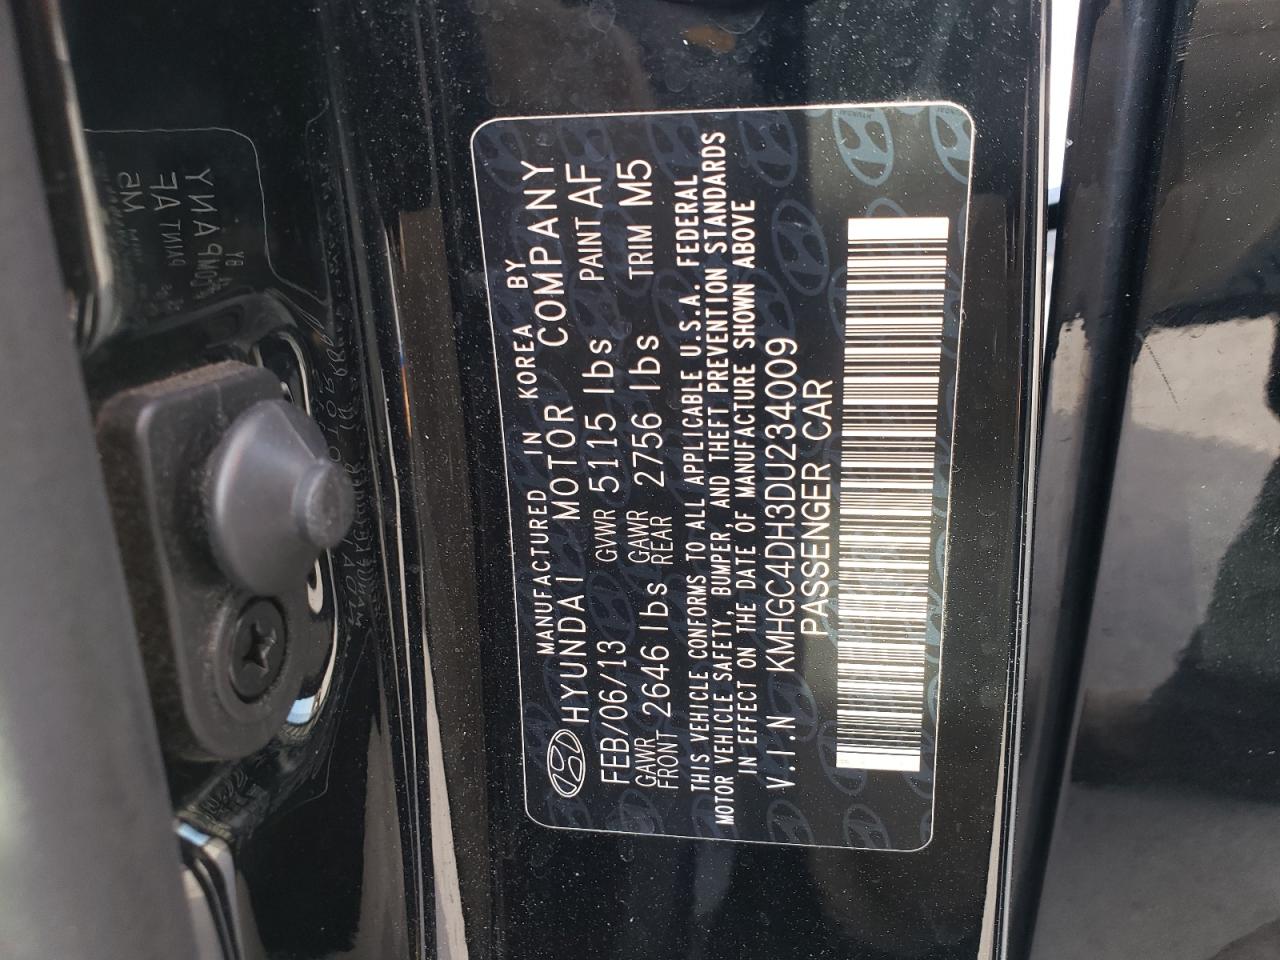 MANUFACTURED IN KOREA BY
HYUNDAI MOTOR COMPANY
FEB/06/13 GVWR 5115 lbs PAINT AF
GAWR FRONT 2646 lbs GAWR REAR 2756 lbs TRIM M5
THIS VEHICLE CONFORMS TO ALL APPLICABLE U.S.A. FEDERAL
MOTOR VEHICLE SAFETY, BUMPER, AND THEFT PREVENTION STANDARDS
IN EFFECT ON THE DATE OF MANUFACTURE SHOWN ABOVE
V.I.N KMHGC4DH3DU234009
PASSENGER CAR